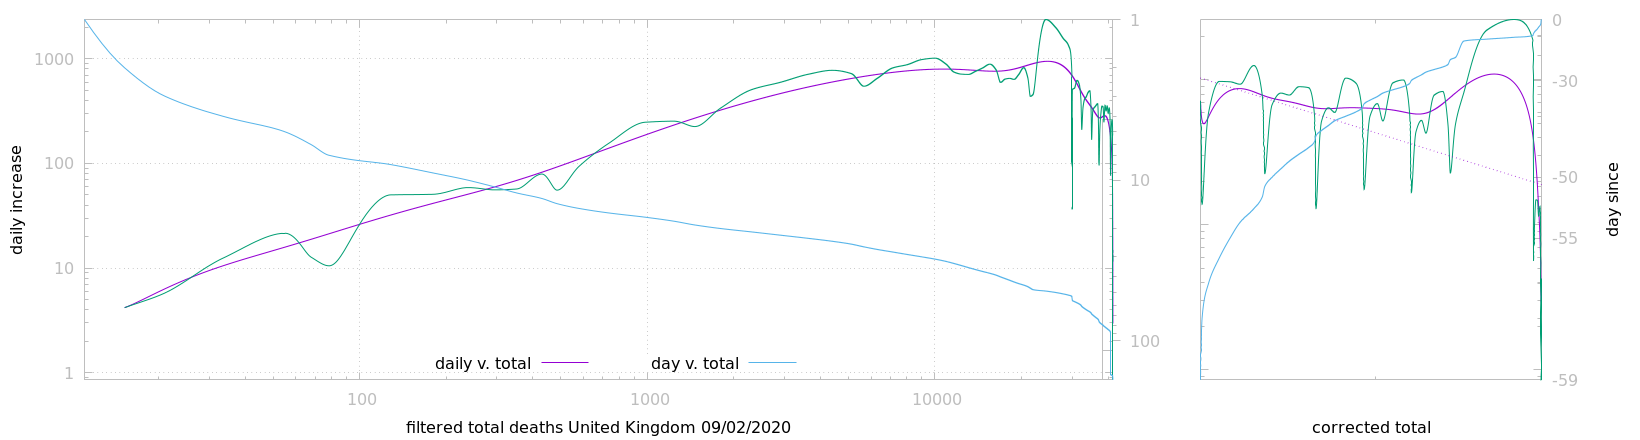 daily increase
1000
100
10
1
daily v. total
day v. total
100
1000
10000
filtered total deaths United Kingdom 09/02/2020
1
10
100
0
-30
-50
-55
-59
day since
corrected total